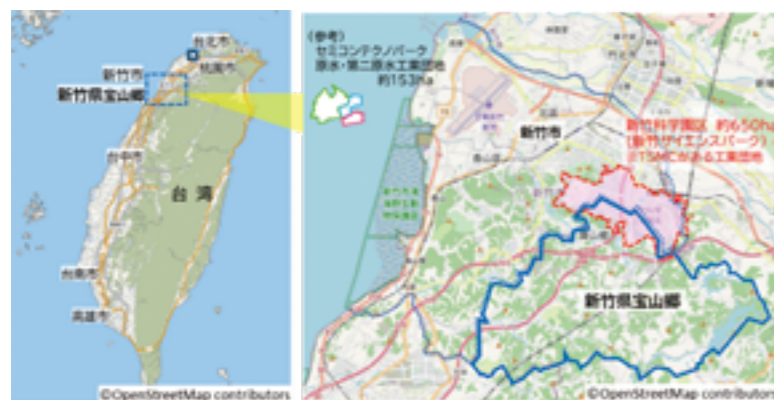 台北市
桃園市
新竹市
新竹県宝山郷
台中市
台湾
台南市
高雄市
©OpenStreetMap contributors
(参考)
セミコンテクノパーク
原水・第二原水工業団地
約153ha
新竹市
新竹科学園区 約650ha
(新竹サイエンスパーク)
※TSMCがある工業団地
新竹県宝山郷
©OpenStreetMap contributors